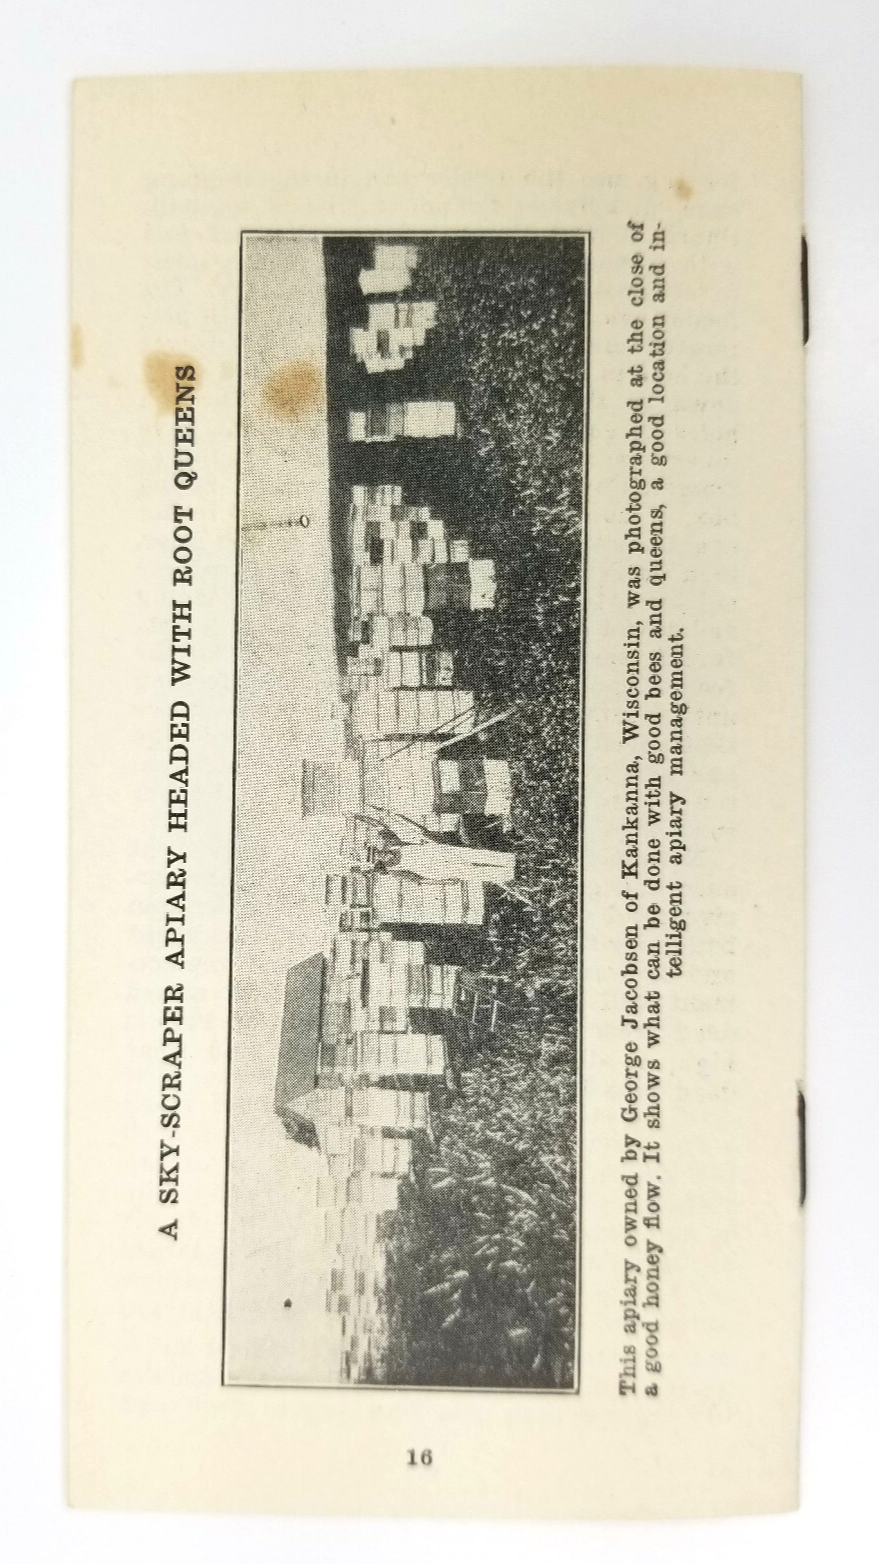 A SKY-SCRAPER APIARY HEADED WITH ROOT QUEENS
This apiary owned by George Jacobsen of Kankanna, Wisconsin, was photographed at the close of
a good honey flow. It shows what can be done with good bees and queens, a good location and in-
telligent apiary management.
16